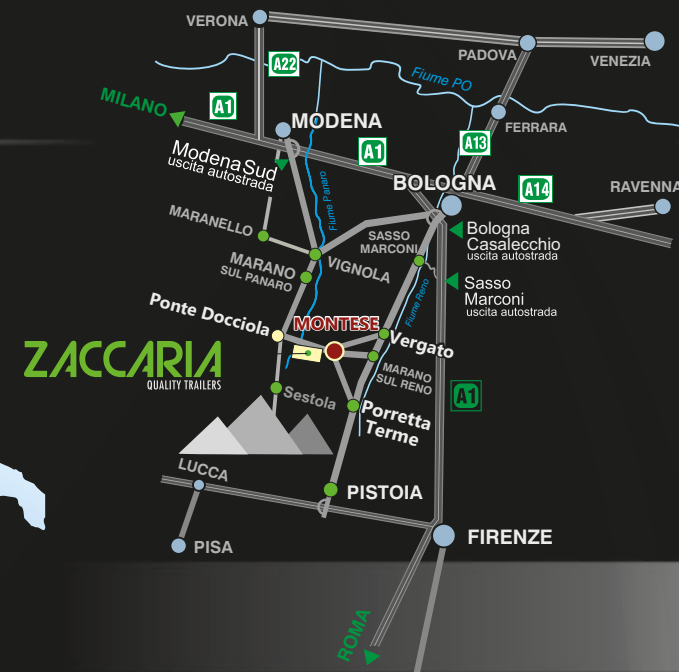 VERONA
PADOVA
VENEZIA
A22
Fiume PO
MILANO
A1
MODENA
FERRARA
A13
A1
Modena Sud
uscita autostrada
BOLOGNA
A14
RAVENNA
Fiume Panaro
MARANELLO
SASSO
MARCONI
Bologna
Casalecchio
uscita autostrada
VIGNOLA
MARANO
SUL PANARO
Fiume Reno
Sasso
Marconi
uscita autostrada
Ponte Docciola
MONTESE
Vergato
ZACCARIA
QUALITY TRAILERS
MARANO
SUL RENO
Sestola
A1
Porretta
Terme
LUCCA
PISTOIA
PISA
FIRENZE
ROMA